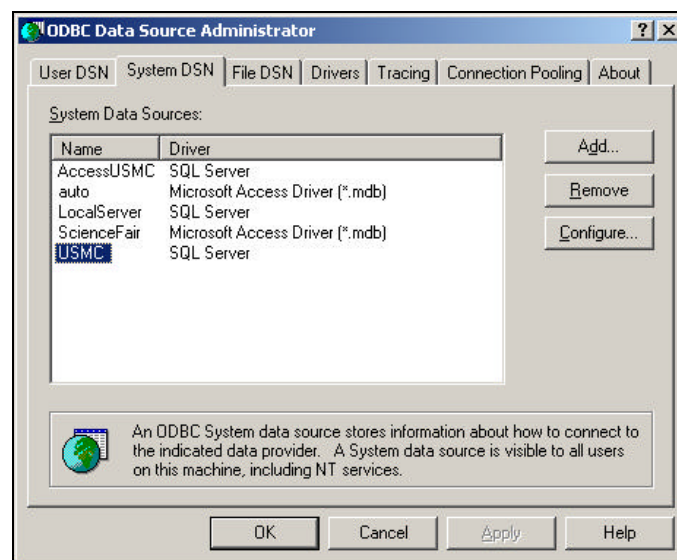 ODBC Data Source Administrator
? X
User DSN System DSN File DSN Drivers Tracing Connection Pooling About
System Data Sources:
Name Driver
AccessUSMC SQL Server
auto Microsoft Access Driver (*.mdb)
LocalServer SQL Server
ScienceFair Microsoft Access Driver (*.mdb)
USMC SQL Server
Add...
Remove
Configure...
An ODBC System data source stores information about how to connect to
the indicated data provider. A System data source is visible to all users
on this machine, including NT services.
OK Cancel Apply Help